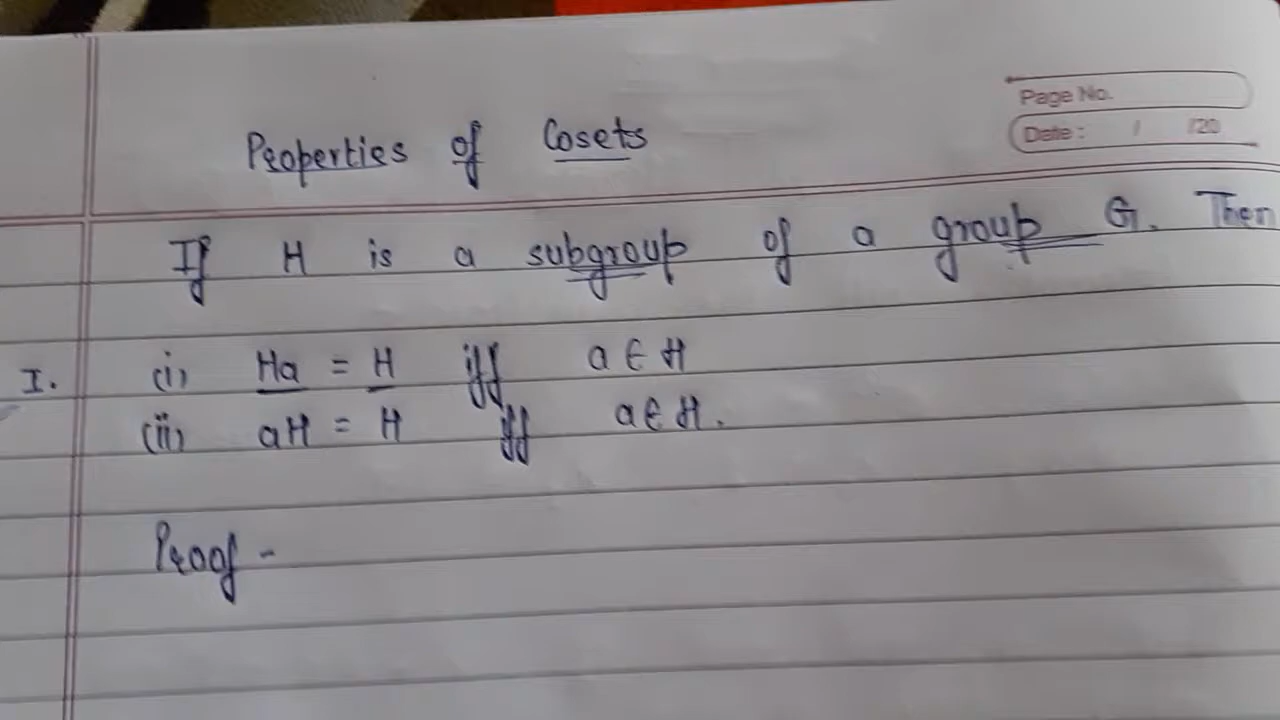 Page No.
Date : / /20
Properties of Cosets
If H is a subgroup of a group G. Then
I. (i) Ha = H iff a ∈ H
(ii) aH = H iff a ∈ H.
Proof -